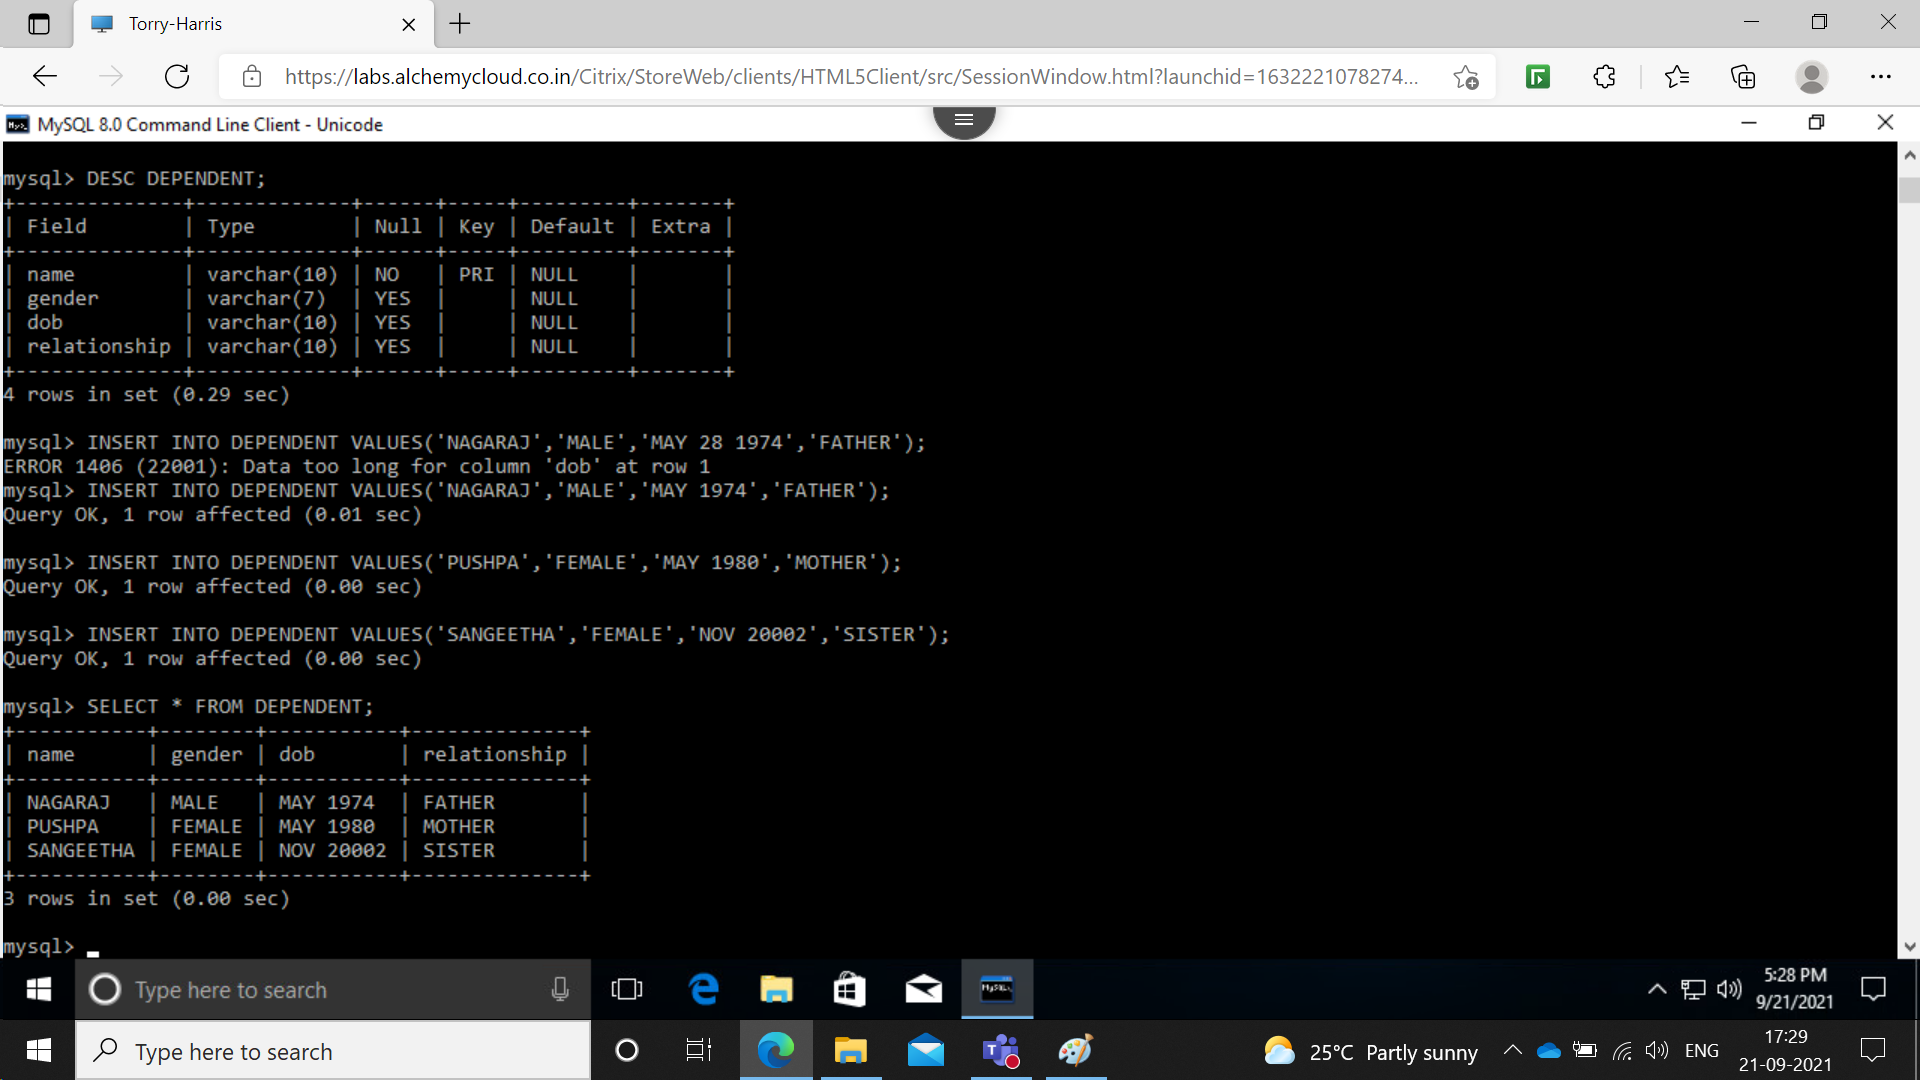 Torry-Harris
https://labs.alchemycloud.co.in/Citrix/StoreWeb/clients/HTML5Client/src/SessionWindow.html?launchid=1632221078274...
MySQL 8.0 Command Line Client - Unicode
mysql> DESC DEPENDENT;
+--------------+-------------+------+-----+---------+-------+
| Field        | Type        | Null | Key | Default | Extra |
+--------------+-------------+------+-----+---------+-------+
| name         | varchar(10) | NO   | PRI | NULL    |       |
| gender       | varchar(7)  | YES  |     | NULL    |       |
| dob          | varchar(10) | YES  |     | NULL    |       |
| relationship | varchar(10) | YES  |     | NULL    |       |
+--------------+-------------+------+-----+---------+-------+
4 rows in set (0.29 sec)
mysql> INSERT INTO DEPENDENT VALUES('NAGARAJ','MALE','MAY 28 1974','FATHER');
ERROR 1406 (22001): Data too long for column 'dob' at row 1
mysql> INSERT INTO DEPENDENT VALUES('NAGARAJ','MALE','MAY 1974','FATHER');
Query OK, 1 row affected (0.01 sec)
mysql> INSERT INTO DEPENDENT VALUES('PUSHPA','FEMALE','MAY 1980','MOTHER');
Query OK, 1 row affected (0.00 sec)
mysql> INSERT INTO DEPENDENT VALUES('SANGEETHA','FEMALE','NOV 20002','SISTER');
Query OK, 1 row affected (0.00 sec)
mysql> SELECT * FROM DEPENDENT;
+-----------+--------+-----------+--------------+
| name      | gender | dob       | relationship |
+-----------+--------+-----------+--------------+
| NAGARAJ   | MALE   | MAY 1974  | FATHER       |
| PUSHPA    | FEMALE | MAY 1980  | MOTHER       |
| SANGEETHA | FEMALE | NOV 20002 | SISTER       |
+-----------+--------+-----------+--------------+
3 rows in set (0.00 sec)
mysql> _
Type here to search
5:28 PM
9/21/2021
Type here to search
25°C Partly sunny
ENG
17:29
21-09-2021